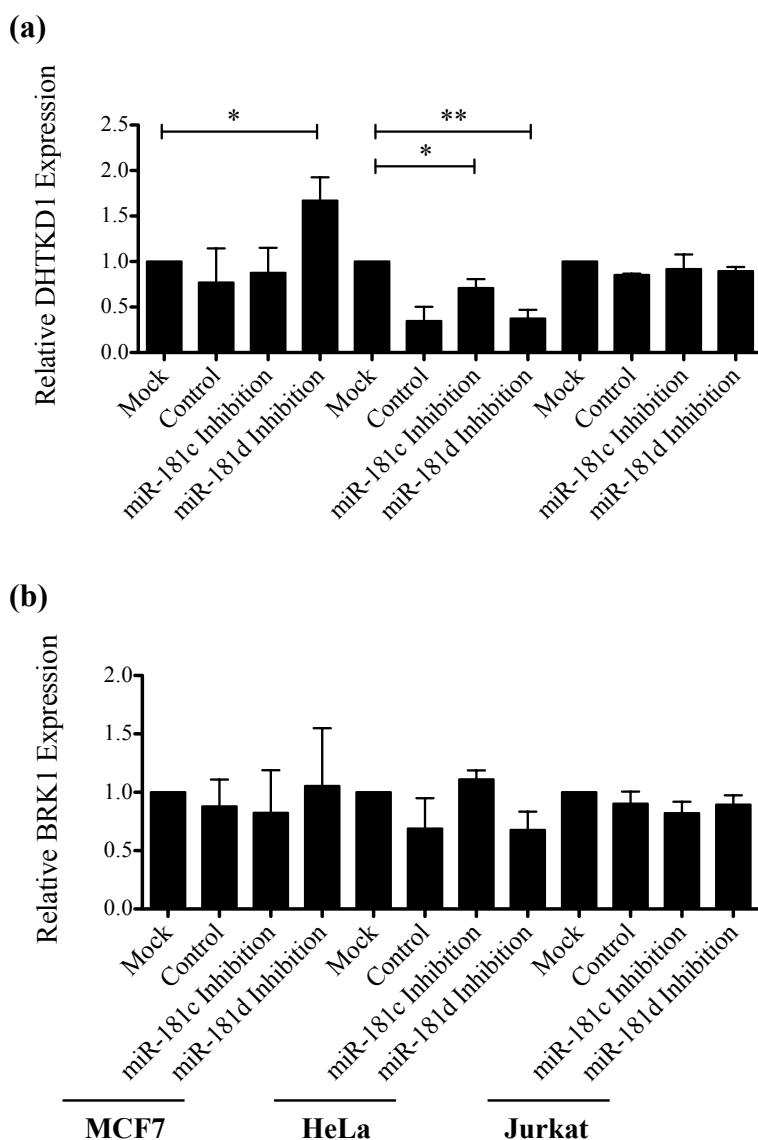 (a)
Relative DHTKD1 Expression
2.5
2.0
1.5
1.0
0.5
0.0
*
**
*
Mock
Control
miR-181c Inhibition
miR-181d Inhibition
Mock
Control
miR-181c Inhibition
miR-181d Inhibition
Mock
Control
miR-181c Inhibition
miR-181d Inhibition
(b)
Relative BRK1 Expression
2.0
1.5
1.0
0.5
0.0
Mock
Control
miR-181c Inhibition
miR-181d Inhibition
Mock
Control
miR-181c Inhibition
miR-181d Inhibition
Mock
Control
miR-181c Inhibition
miR-181d Inhibition
MCF7
HeLa
Jurkat